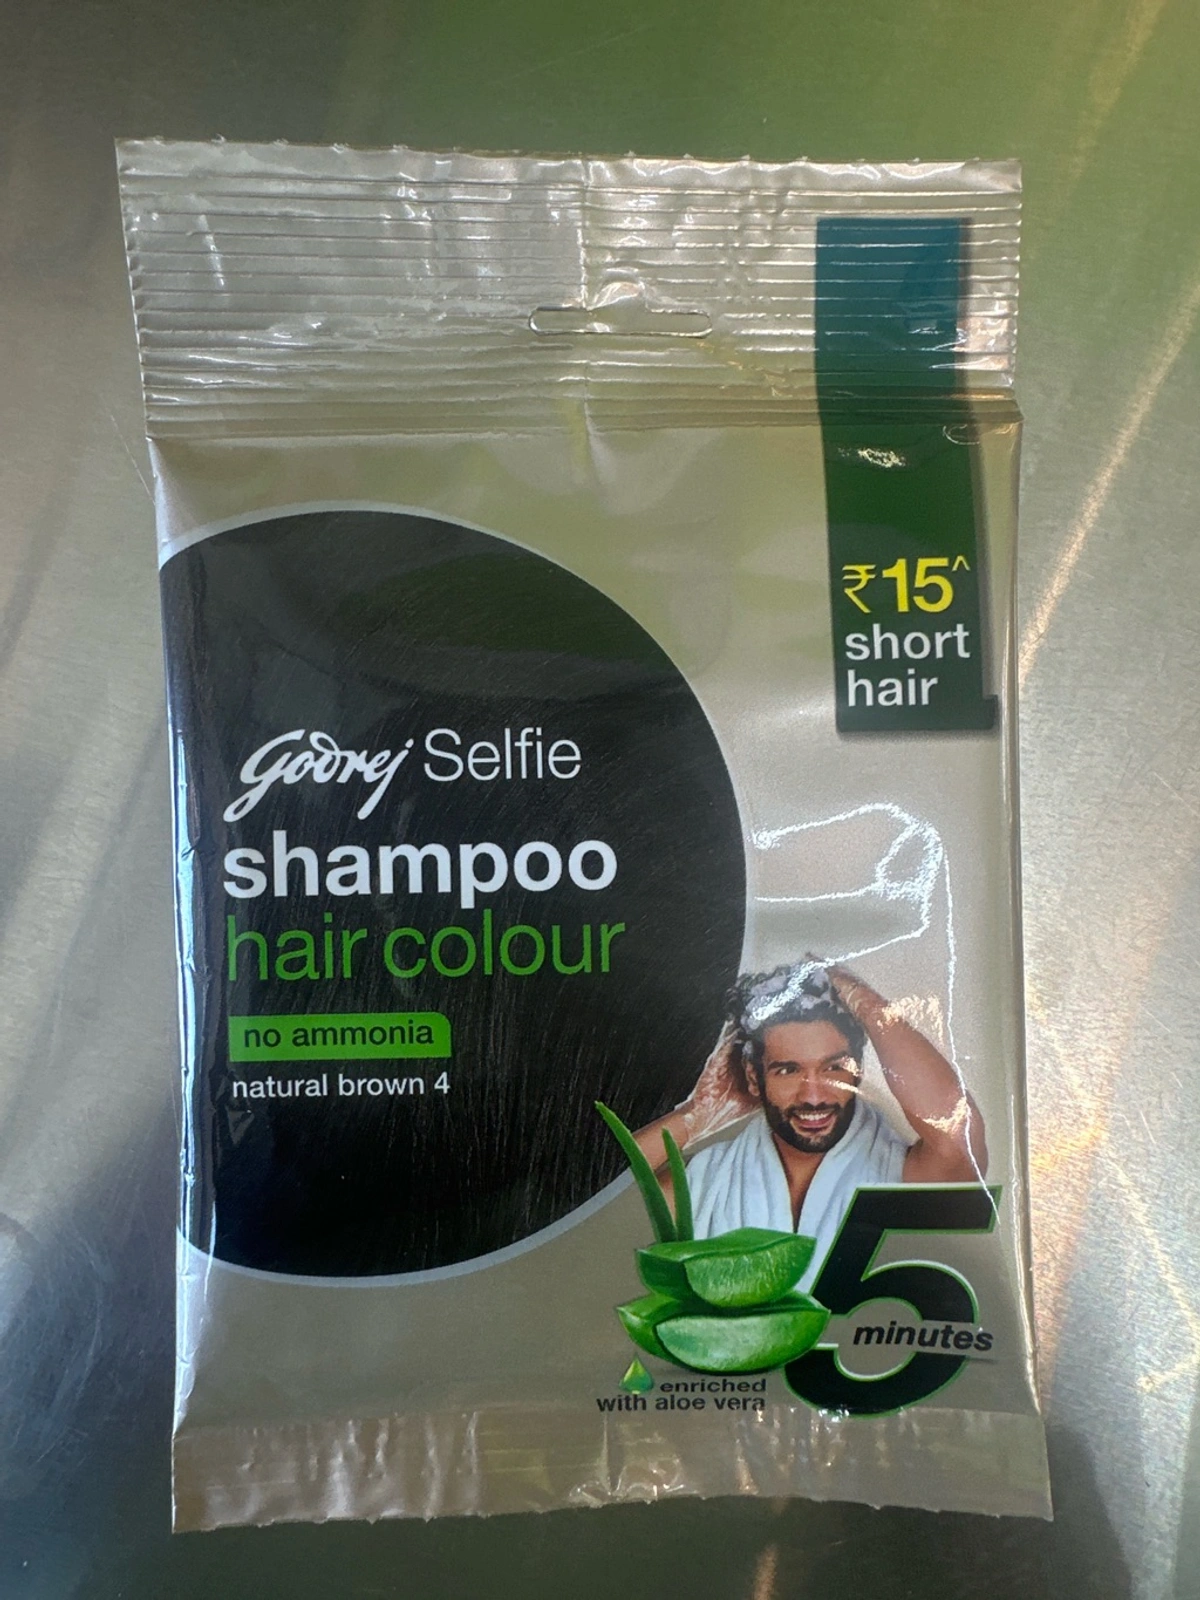 ₹15^
short
hair
Godrej Selfie
shampoo
hair colour
no ammonia
natural brown 4
5
minutes
enriched
with aloe vera